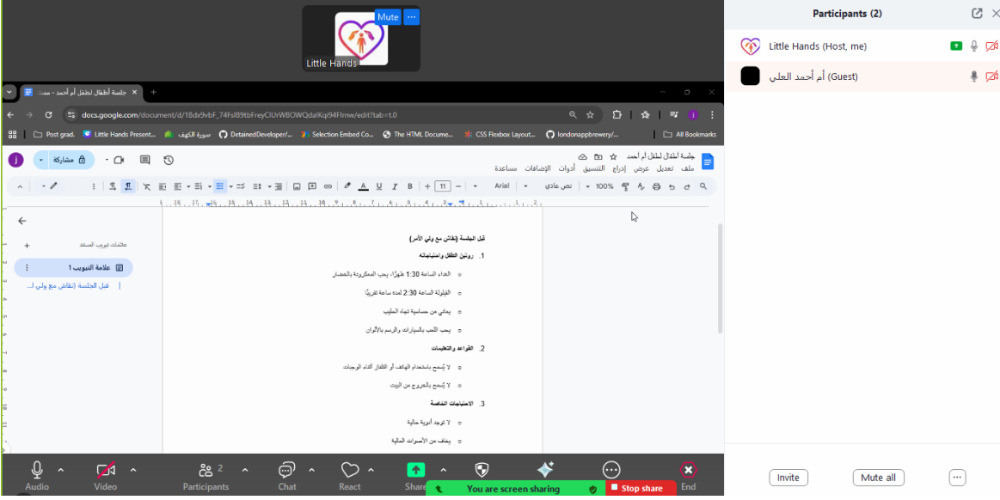 Mute
Little Hands
Participants (2)
Little Hands (Host, me)
أم أحمد العلي (Guest)
جلسة أطفال لطفل أم أحمد - مست
docs.google.com/document/d/
Post grad.
Little Hands Present...
سورة الكهف
DetainedDeveloper/...
Selection Embed Co...
The HTML Docume...
CSS Flexbox Layout...
londonappbrewery/...
All Bookmarks
j
مشاركة
جلسة أطفال لطفل أم أحمد
ملف تعديل عرض إدراج التنسيق أدوات الإضافات مساعدة
100% نص عادي Arial 11 B I U A
علامات تبويب المستند
علامة التبويب 1
قبل الجلسة (نقاش مع ولي ا...
قبل الجلسة (نقاش مع ولي الأمر)
1. روتين الطفل واحتياجاته
الغداء الساعة 1:30 ظهرًا، يحب المعكرونة بالخضار
القيلولة الساعة 2:30 لمدة ساعة تقريبًا
يعاني من حساسية تجاه الحليب
يحب اللعب بالسيارات والرسم بالألوان
2. القواعد والتعليمات
لا يُسمح باستخدام الهاتف أو التلفاز أثناء الوجبات
لا يُسمح بالخروج من البيت
3. الاحتياجات الخاصة
لا توجد أدوية حالية
يخاف من الأصوات العالية
Audio
Video
2
Participants
Chat
React
Share
You are screen sharing
Stop share
End
Invite
Mute all